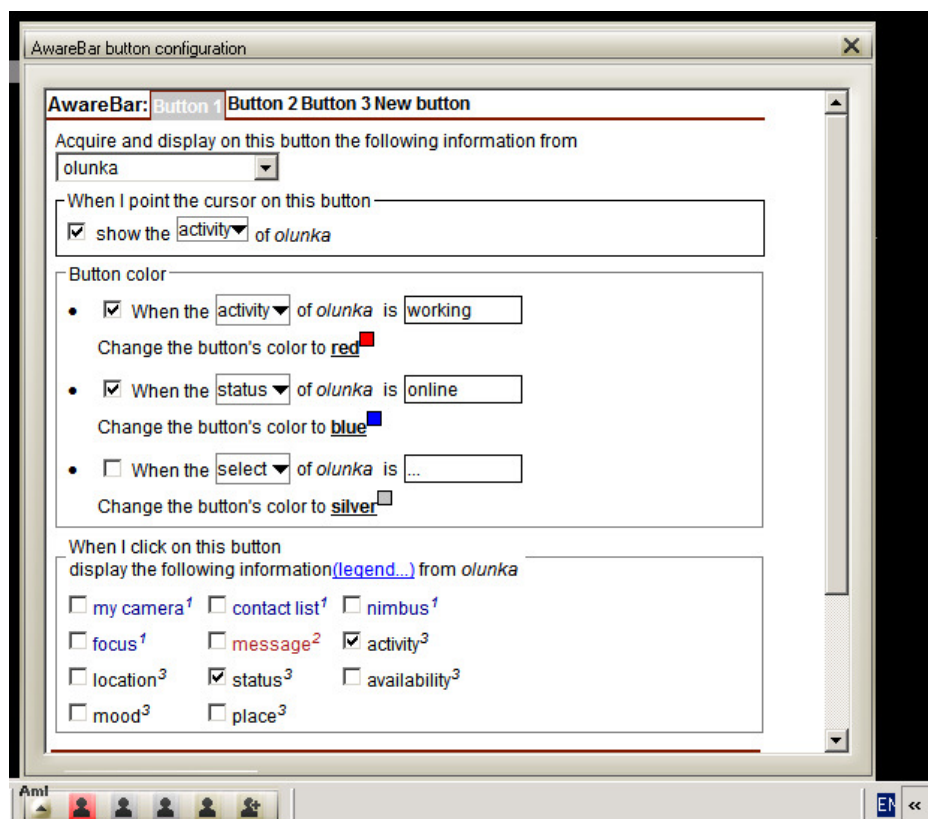 AwareBar button configuration
AwareBar: Button 1 Button 2 Button 3 New button
Acquire and display on this button the following information from
olunka
When I point the cursor on this button
show the activity of olunka
Button color
• When the activity of olunka is working
Change the button's color to red
• When the status of olunka is online
Change the button's color to blue
• When the select of olunka is ...
Change the button's color to silver
When I click on this button
display the following information(legend...) from olunka
my camera1 contact list1 nimbus1
focus1 message2 activity3
location3 status3 availability3
mood3 place3
AmI
EN «